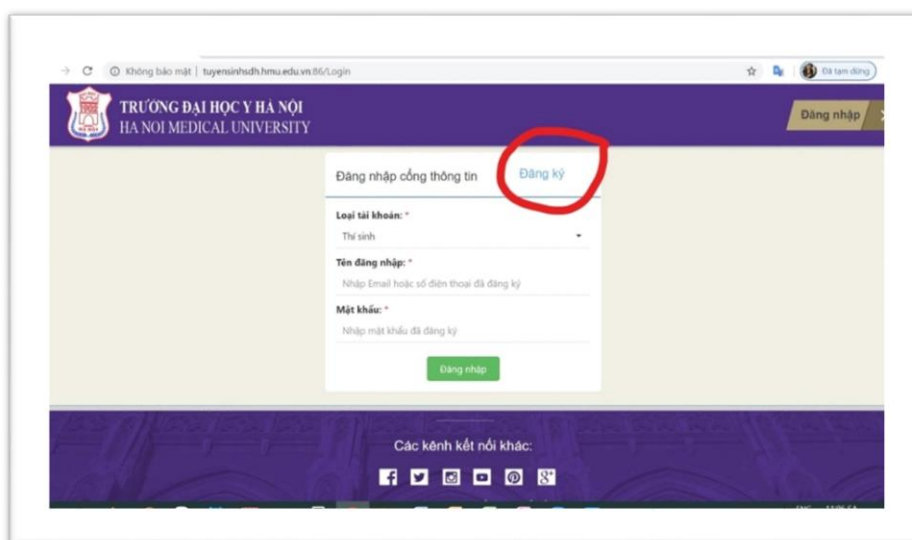 Không bảo mật | tuyensinhsdh.hmu.edu.vn:86/Login
Đã tạm dừng
TRƯỜNG ĐẠI HỌC Y HÀ NỘI
HA NOI MEDICAL UNIVERSITY
Đăng nhập
Đăng nhập cổng thông tin
Đăng ký
Loại tài khoản: *
Thí sinh
Tên đăng nhập: *
Nhập Email hoặc số điện thoại đã đăng ký
Mật khẩu: *
Nhập mật khẩu đã đăng ký
Đăng nhập
Các kênh kết nối khác: